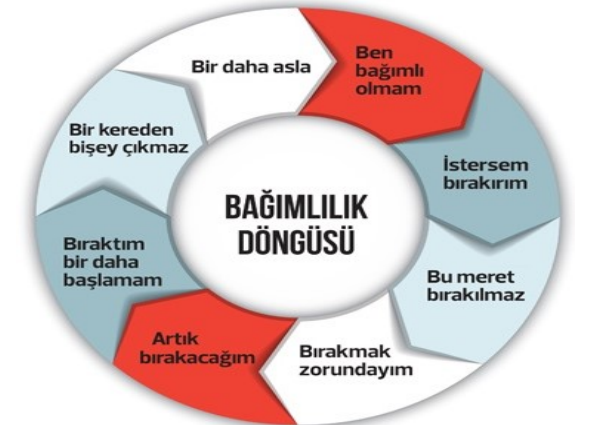 BAĞIMLILIK
DÖNGÜSÜ
Ben
bağımlı
olmam
İstersem
bırakırım
Bu meret
bırakılmaz
Bırakmak
zorundayım
Artık
bırakacağım
Bıraktım
bir daha
başlamam
Bir kereden
bişey çıkmaz
Bir daha asla